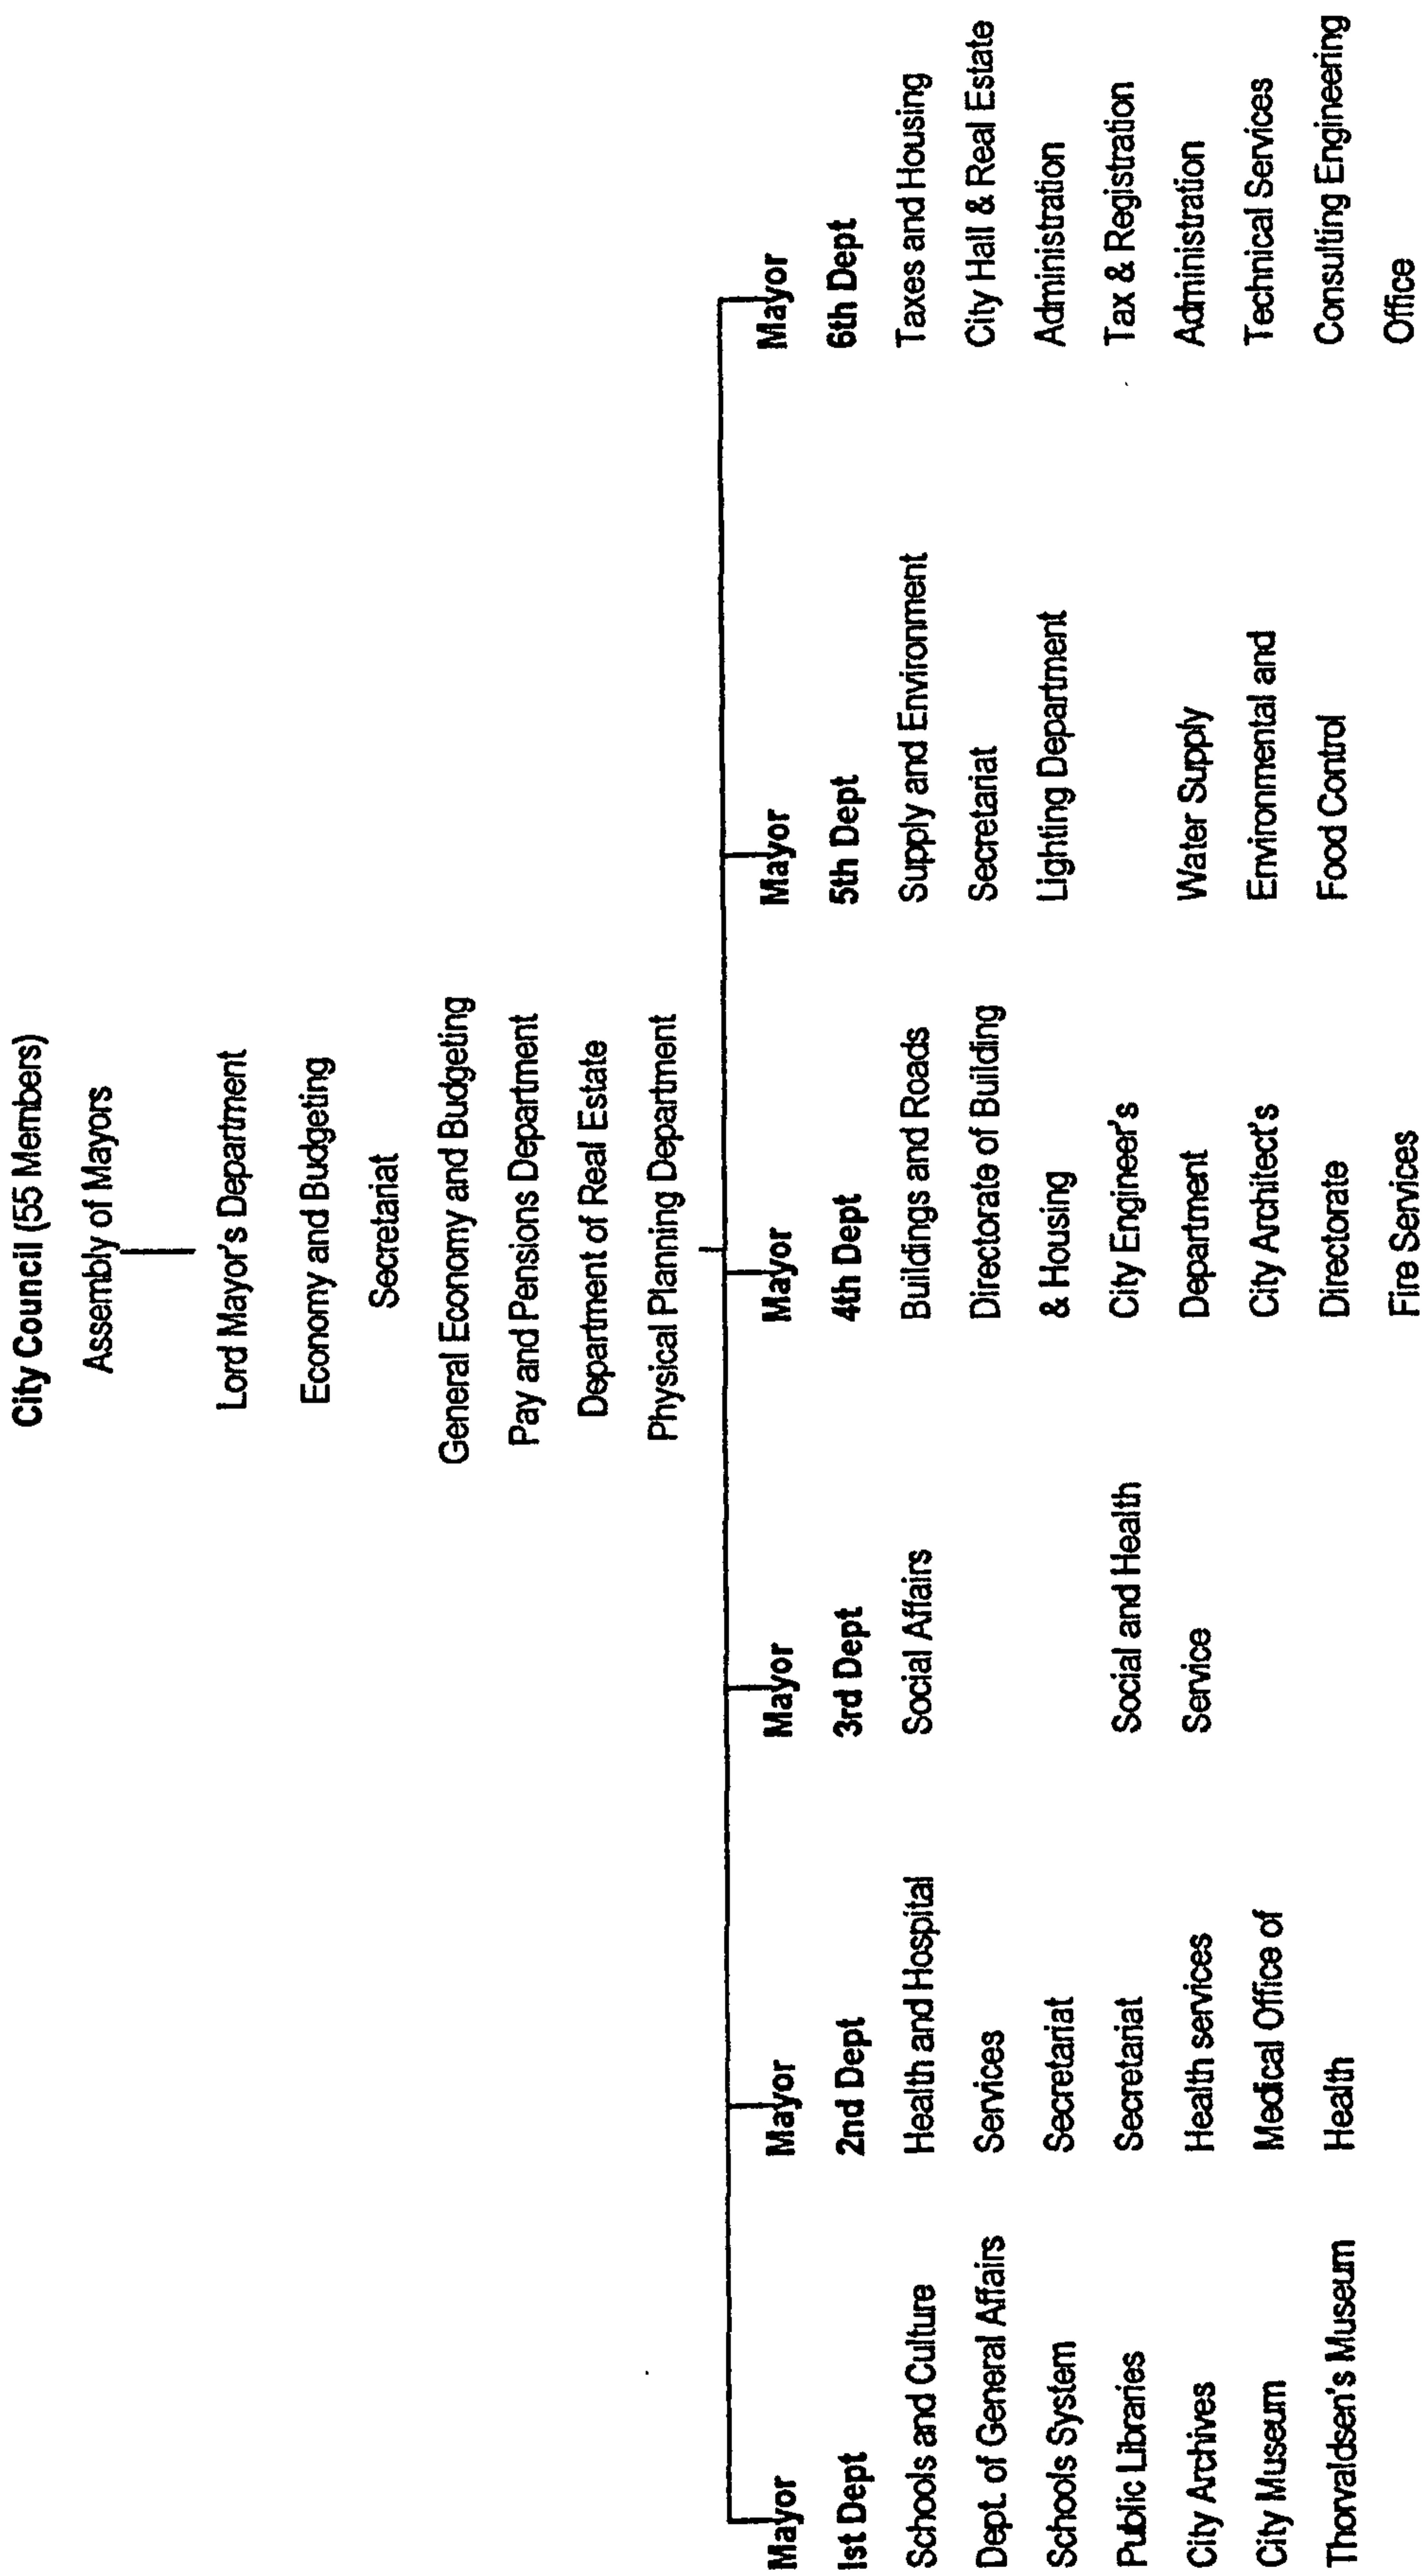 City Council (55 Members)
Assembly of Mayors
Lord Mayor's Department
Economy and Budgeting
Secretariat
General Economy and Budgeting
Pay and Pensions Department
Department of Real Estate
Physical Planning Department
Mayor
1st Dept
Schools and Culture
Dept. of General Affairs
Schools System
Public Libraries
City Archives
City Museum
Thorvaldsen's Museum
Mayor
2nd Dept
Health and Hospital
Services
Secretariat
Secretariat
Health services
Medical Office of
Health
Mayor
3rd Dept
Social Affairs
Social and Health
Service
Mayor
4th Dept
Buildings and Roads
Directorate of Building
& Housing
City Engineer's
Department
City Architect's
Directorate
Fire Services
Mayor
5th Dept
Supply and Environment
Secretariat
Lighting Department
Water Supply
Environmental and
Food Control
Mayor
6th Dept
Taxes and Housing
City Hall & Real Estate
Administration
Tax & Registration
Administration
Technical Services
Consulting Engineering
Office